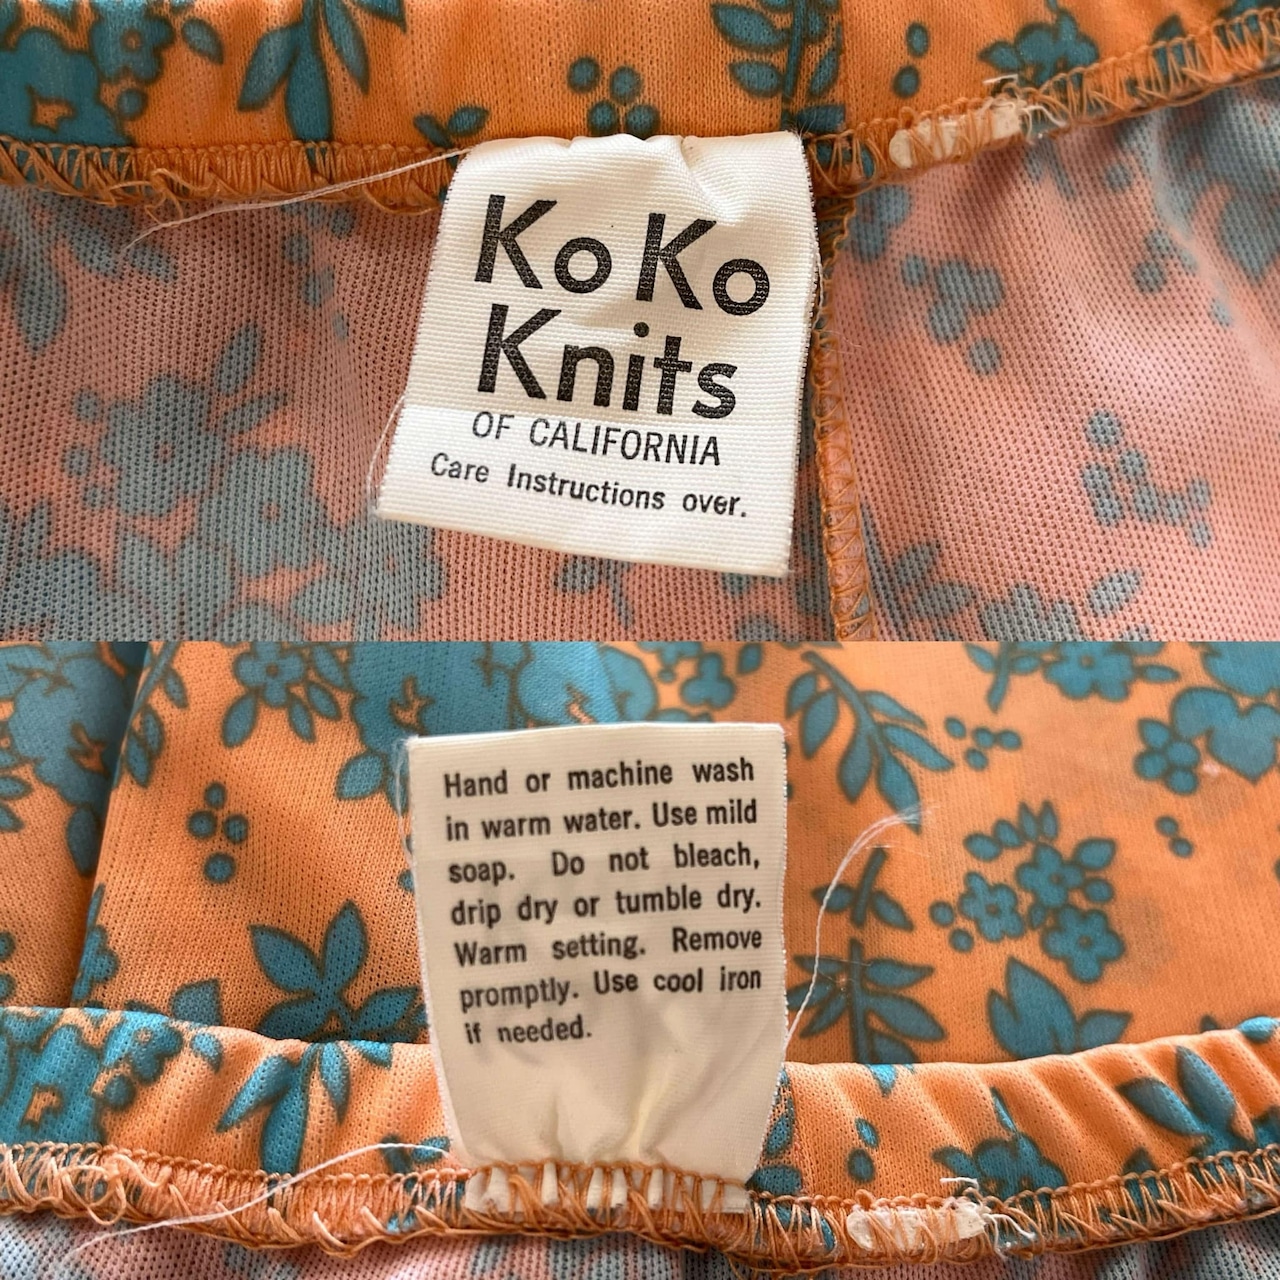 KoKo
Knits
OF CALIFORNIA
Care Instructions over.
Hand or machine wash
in warm water. Use mild
soap. Do not bleach,
drip dry or tumble dry.
Warm setting. Remove
promptly. Use cool iron
if needed.